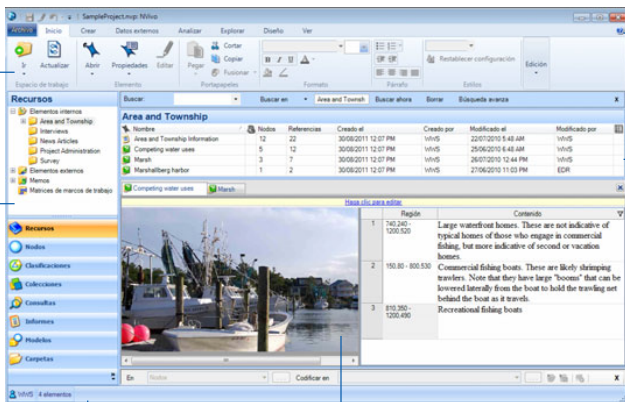 SampleProject.nvp: NVivo
Archivo Inicio Crear Datos externos Analizar Explorar Diseño Ver
Ir Actualizar Abrir Propiedades Editar Pegar
Cortar
Copiar
Fusionar
Restablecer configuración
Edición
Espacio de trabajo Elemento Portapapeles Formato Párrafo Estilos
Recursos
Elementos internos
Area and Township
Interviews
News Articles
Project Administration
Survey
Elementos externos
Memos
Matrices de marcos de trabajo
Recursos
Nodos
Clasificaciones
Colecciones
Consultas
Informes
Modelos
Carpetas
Buscar: Buscar en Area and Townsh Buscar ahora Borrar Búsqueda avanza x
Area and Township
Nombre Nodos Referencias Creado el Creado por Modificado el Modificado por
Area and Township Information 12 22 30/08/2011 12:07 PM WWS 22/07/2010 5:48 AM WWS
Competing water uses 5 12 30/08/2011 12:07 PM WWS 25/06/2010 6:48 AM WWS
Marsh 3 7 30/08/2011 12:07 PM WWS 26/07/2010 12:44 PM WWS
Marshallberg harbor 1 2 30/08/2011 12:07 PM WWS 27/06/2010 11:03 PM EDR
Competing water uses Marsh
Haga clic para editar
Región Contenido
1 740,240 - 1200,520 Large waterfront homes. These are not indicative of
typical homes of those who engage in commercial
fishing, but more indicative of second or vacation
homes.
2 150,80 - 800,530 Commercial fishing boats. These are likely shrimping
trawlers. Note that they have large "booms" that can be
lowered laterally from the boat to hold the trawling net
behind the boat as it travels.
3 810,350 - 1200,490 Recreational fishing boats
En Nodos Codificar en x
WWS 4 elementos